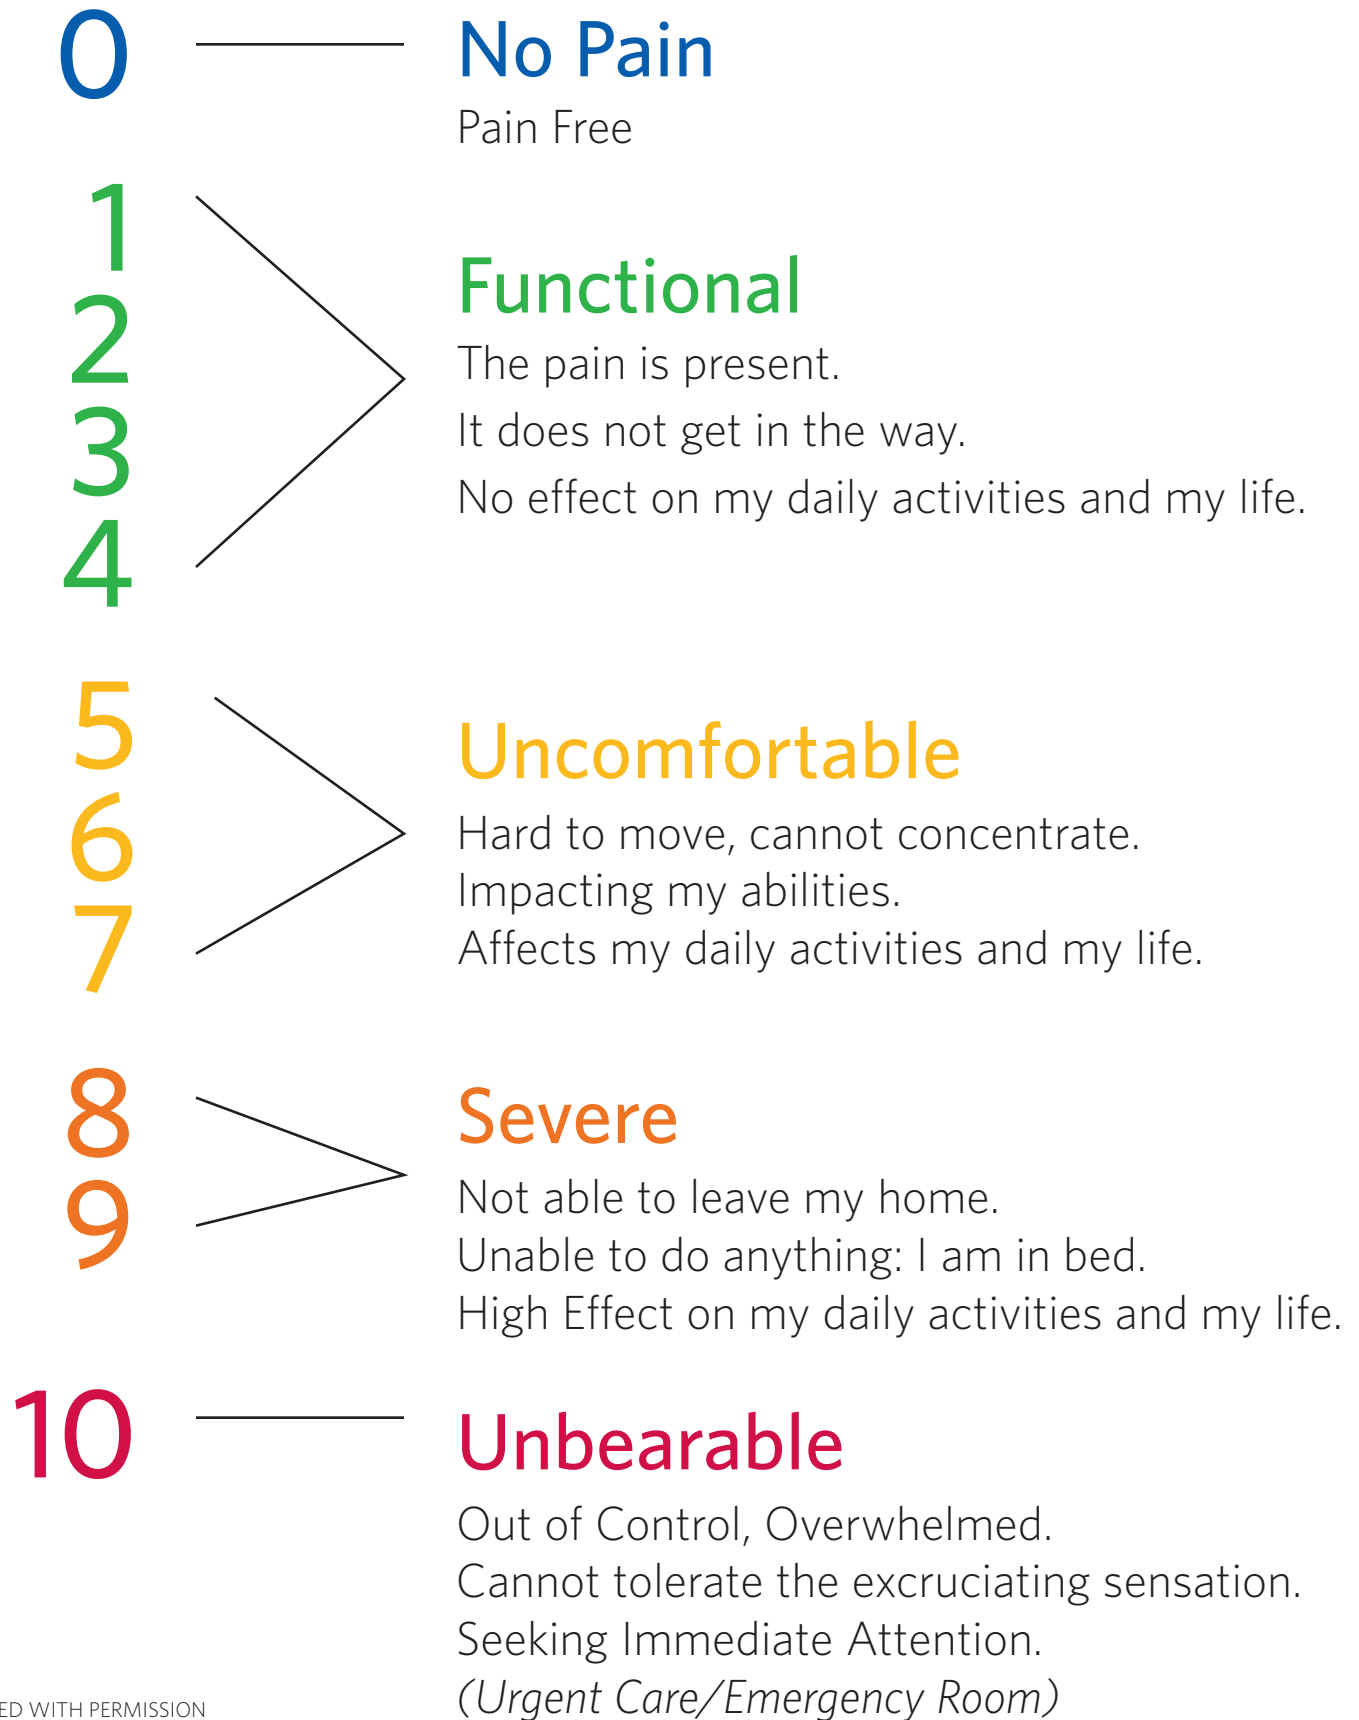 0
No Pain
Pain Free
1
2
3
4
Functional
The pain is present.
It does not get in the way.
No effect on my daily activities and my life.
5
6
7
Uncomfortable
Hard to move, cannot concentrate.
Impacting my abilities.
Affects my daily activities and my life.
8
9
Severe
Not able to leave my home.
Unable to do anything: I am in bed.
High Effect on my daily activities and my life.
10
Unbearable
Out of Control, Overwhelmed.
Cannot tolerate the excruciating sensation.
Seeking Immediate Attention.
(Urgent Care/Emergency Room)
WITH PERMISSION